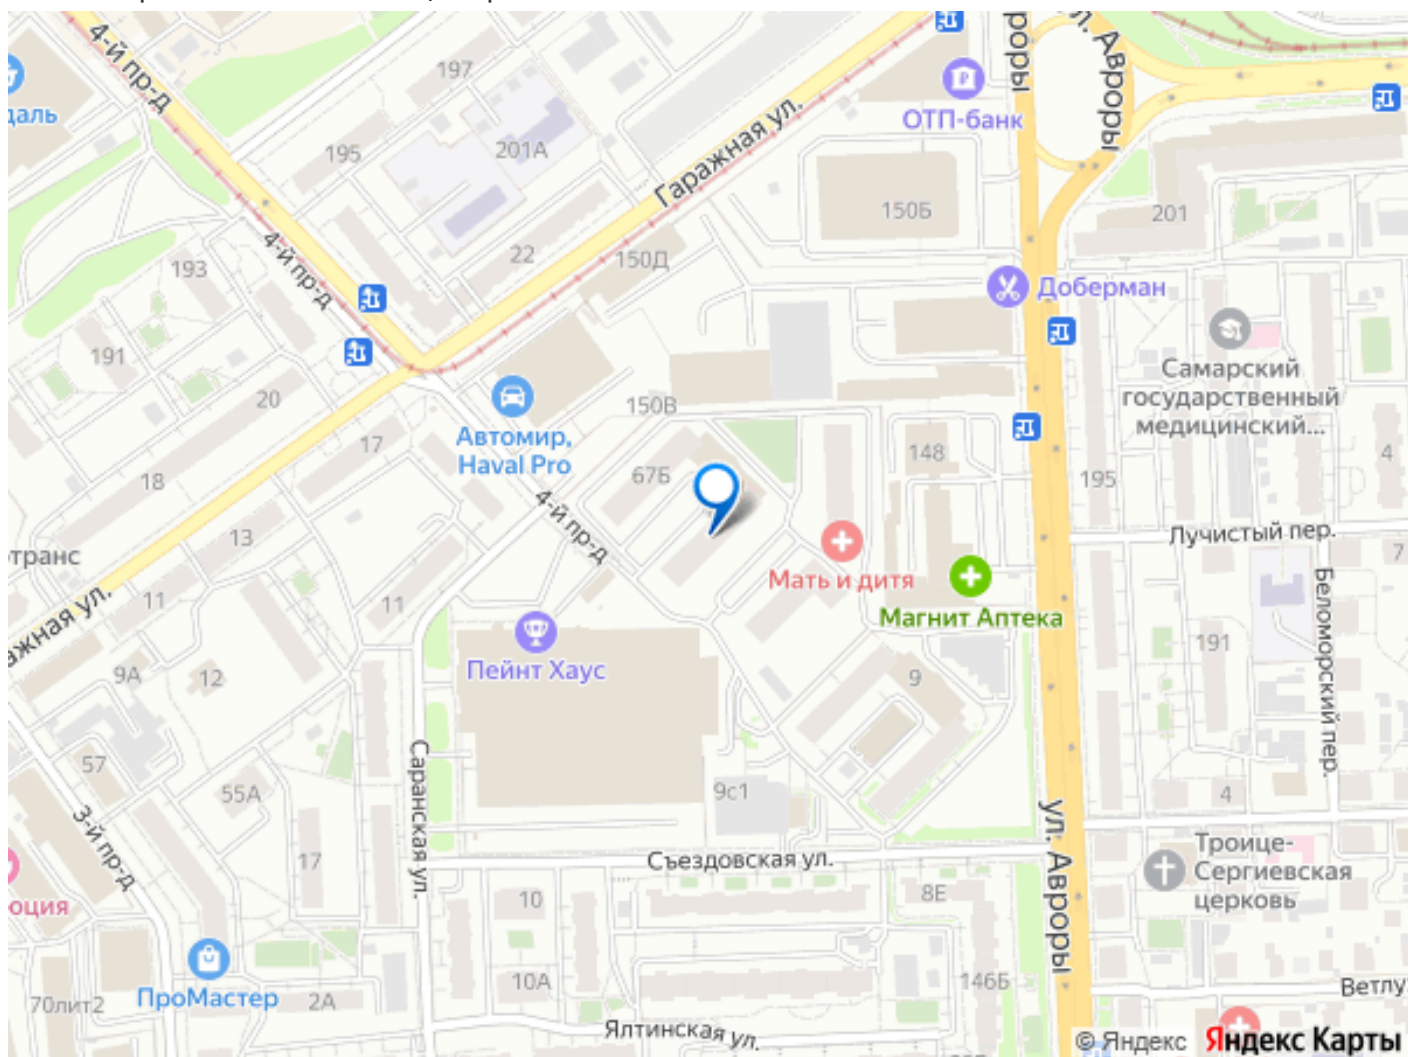 4-й пр-д
197
ул. Авроры
роры
ОТП-банк
даль
195
201А
Гаражная ул.
150Б
201
4-й пр-д
193
22
150Д
Доберман
191
Самарский
государственный
медицинский...
20
150В
Автомир,
Haval Pro
17
148
4
18
67Б
195
4-й пр-д
13
Лучистый пер.
7
отранс
Мать и дитя
11
11
Магнит Аптека
Беломорский пер.
ажная ул.
9А
12
Пейнт Хаус
9
191
57
55А
Саранская ул.
9с1
4
3-й пр-д
17
Съездовская ул.
ул. Авроры
Троице-
Сергиевская
церковь
оция
10
8Е
70лит2
ПроМастер
2А
10А
146Б
Ветлу
Ялтинская ул.
© Яндекс Яндекс Карты